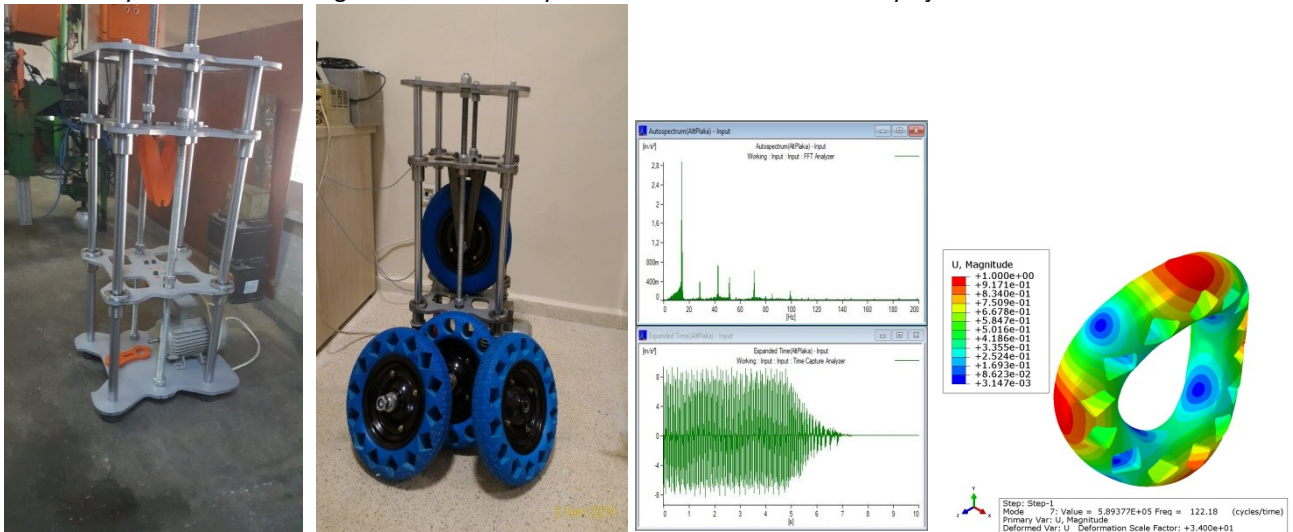 Autospectrum(AltPlaka) - Input
[m/s²]
Autospectrum(AltPlaka) - Input
Working : Input : Input : FFT Analyzer
2,8
2,4
2
1,6
1,2
800m
400m
0
0 20 40 60 80 100 120 140 160 180 200
[Hz]
Expanded Time(AltPlaka) - Input
[m/s²]
Expanded Time(AltPlaka) - Input
Working : Input : Input : Time Capture Analyzer
8
4
0
-4
-8
0 1 2 3 4 5 6 7 8 9 10
[s]
U, Magnitude
+1.000e+00
+9.171e-01
+8.340e-01
+7.509e-01
+6.678e-01
+5.847e-01
+5.016e-01
+4.186e-01
+3.355e-01
+2.524e-01
+1.693e-01
+8.623e-02
+3.147e-03
Step: Step-1
Mode 7: Value = 5.89377E+05 Freq = 122.18 (cycles/time)
Primary Var: U, Magnitude
Deformed Var: U Deformation Scale Factor: +3.400e+01